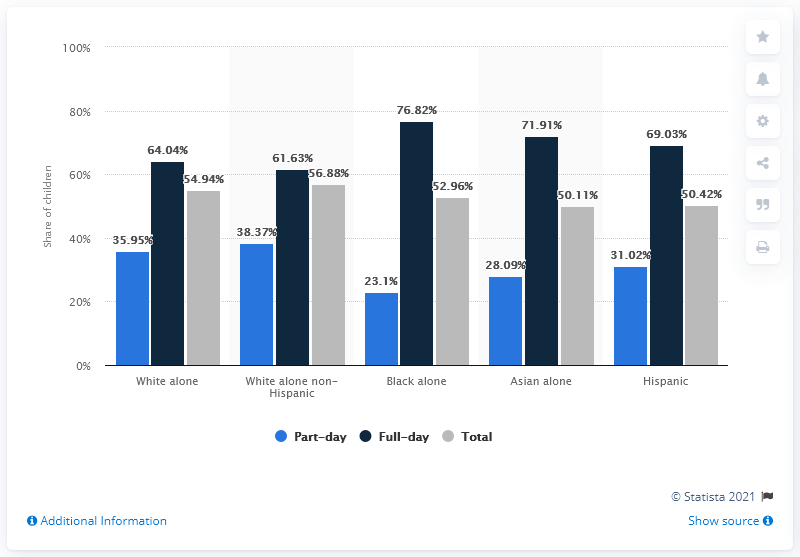 100%
80%
60%
40%
20%
0%
Share of children
35.95%
64.04%
54.94%
38.37%
61.63%
56.88%
23.1%
76.82%
52.96%
28.09%
71.91%
50.11%
31.02%
69.03%
50.42%
White alone
White alone non-
Hispanic
Black alone
Asian alone
Hispanic
Part-day Full-day Total
© Statista 2021
Additional Information
Show source